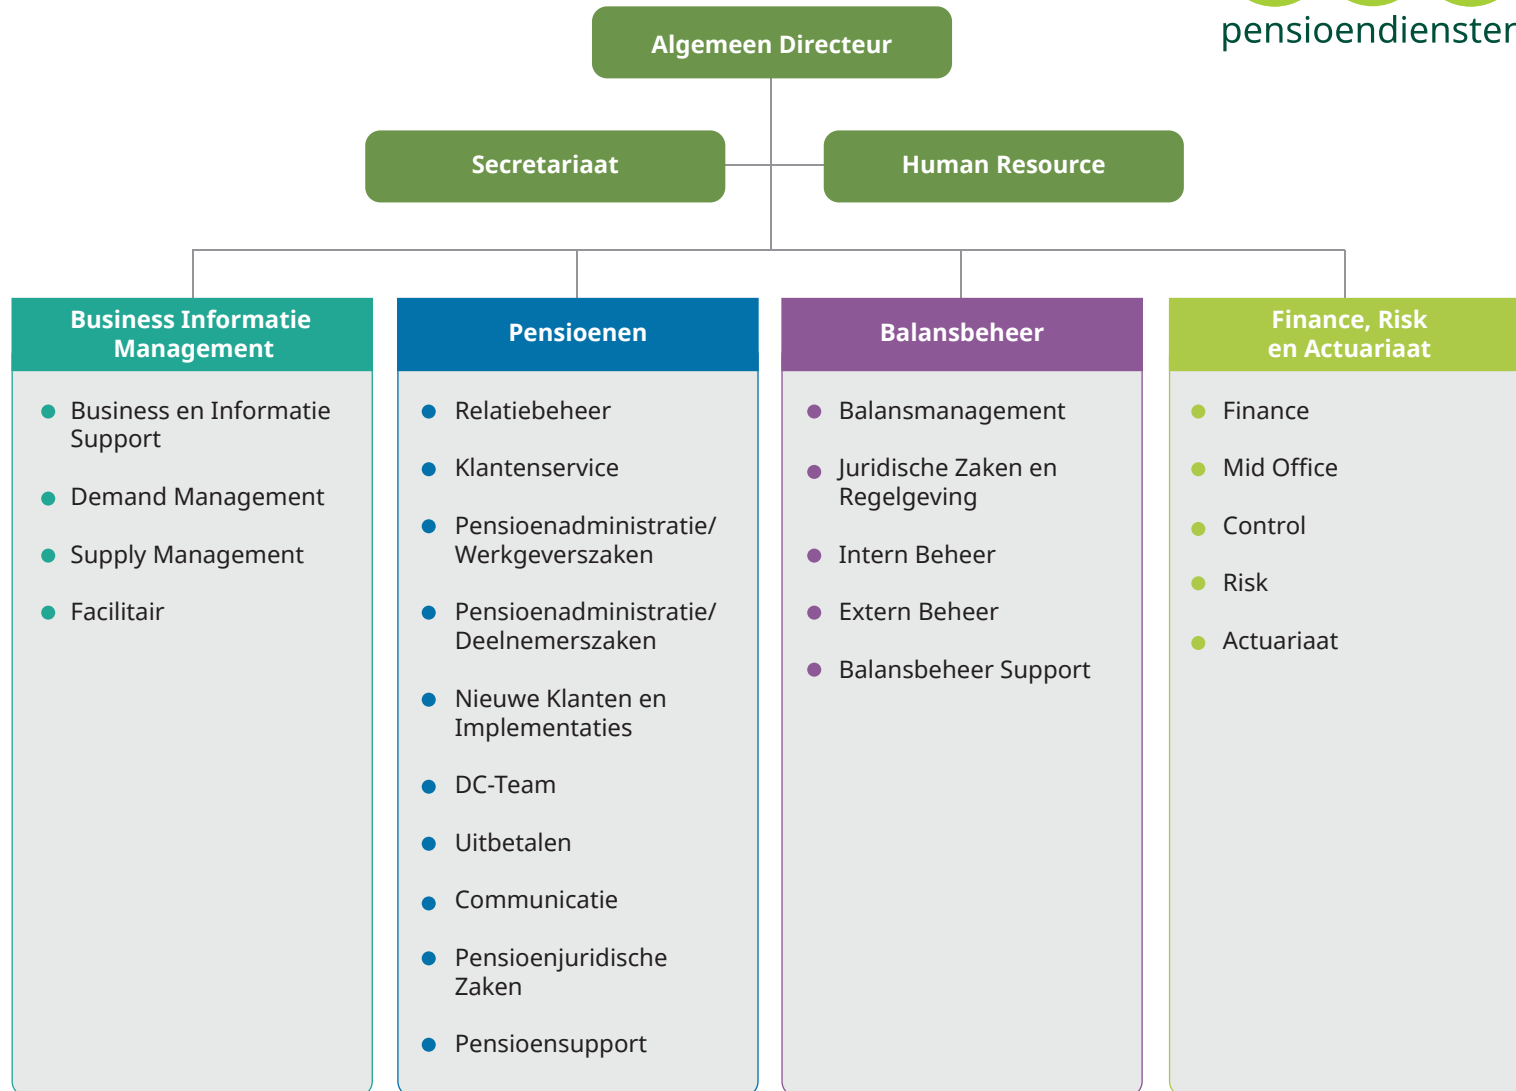 pensioendiensten
Algemeen Directeur
Secretariaat
Human Resource
Business Informatie
Management
Business en Informatie
Support
Demand Management
Supply Management
Facilitair
Pensioenen
Relatiebeheer
Klantenservice
Pensioenadministratie/
Werkgeverszaken
Pensioenadministratie/
Deelnemerszaken
Nieuwe Klanten en
Implementaties
DC-Team
Uitbetalen
Communicatie
Pensioenjuridische
Zaken
Pensioensupport
Balansbeheer
Balansmanagement
Juridische Zaken en
Regelgeving
Intern Beheer
Extern Beheer
Balansbeheer Support
Finance, Risk
en Actuariaat
Finance
Mid Office
Control
Risk
Actuariaat